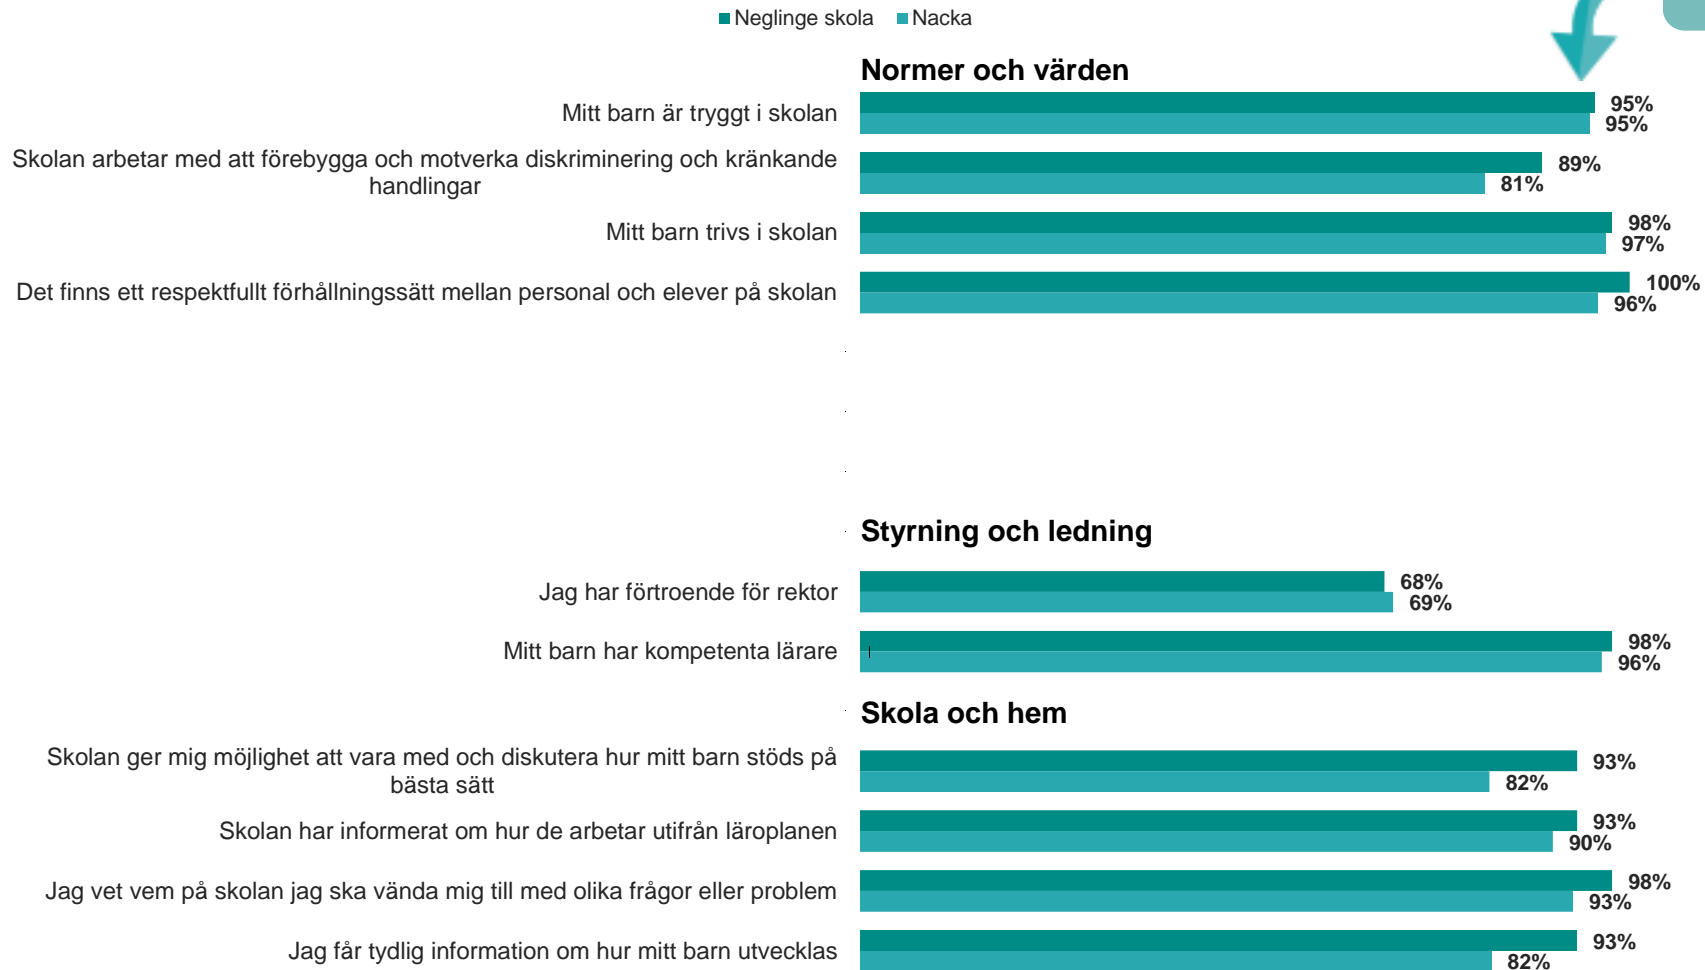 Neglinge skola Nacka
Normer och värden
Mitt barn är tryggt i skolan
95%
95%
Skolan arbetar med att förebygga och motverka diskriminering och kränkande
handlingar
89%
81%
Mitt barn trivs i skolan
98%
97%
Det finns ett respektfullt förhållningssätt mellan personal och elever på skolan
100%
96%
Styrning och ledning
Jag har förtroende för rektor
68%
69%
Mitt barn har kompetenta lärare
98%
96%
Skola och hem
Skolan ger mig möjlighet att vara med och diskutera hur mitt barn stöds på
bästa sätt
93%
82%
Skolan har informerat om hur de arbetar utifrån läroplanen
93%
90%
Jag vet vem på skolan jag ska vända mig till med olika frågor eller problem
98%
93%
Jag får tydlig information om hur mitt barn utvecklas
93%
82%